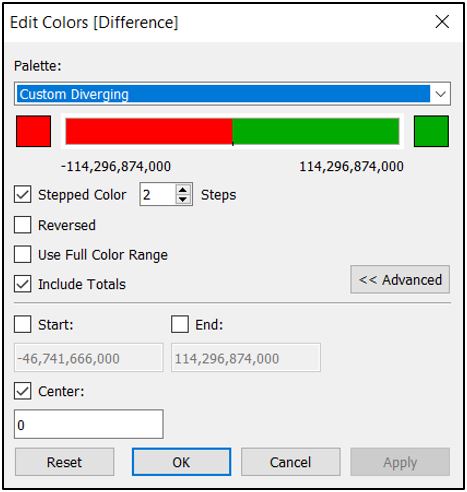 Edit Colors [Difference]
Palette:
Custom Diverging
-114,296,874,000 114,296,874,000
Stepped Color 2 Steps
Reversed
Use Full Color Range
Include Totals
<< Advanced
Start: End:
-46,741,666,000 114,296,874,000
Center:
0
Reset OK Cancel Apply